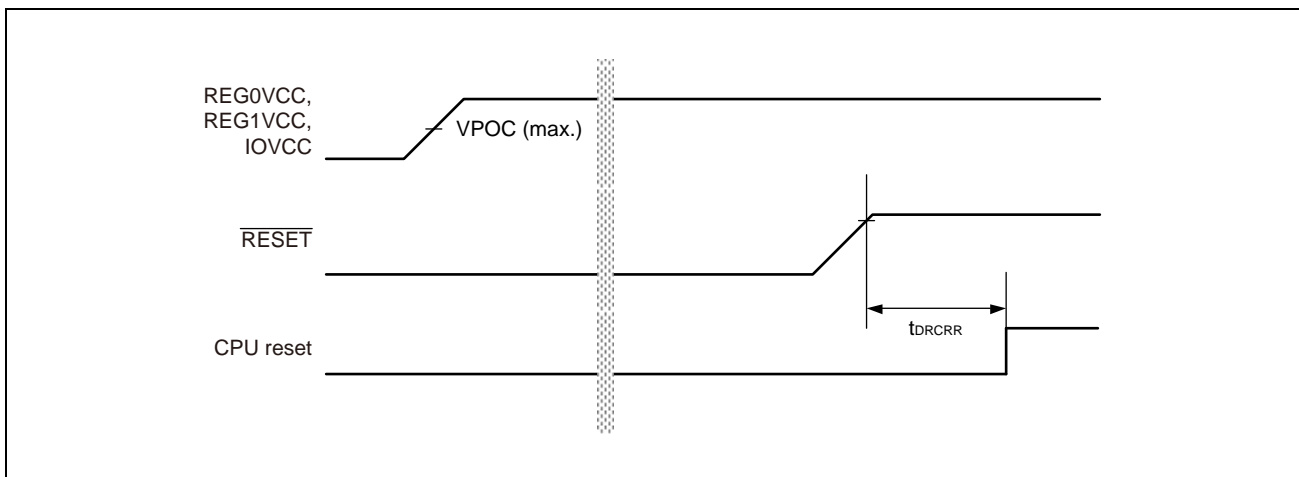 REG0VCC,
REG1VCC,
IOVCC
VPOC (max.)
RESET
tDRCRR
CPU reset